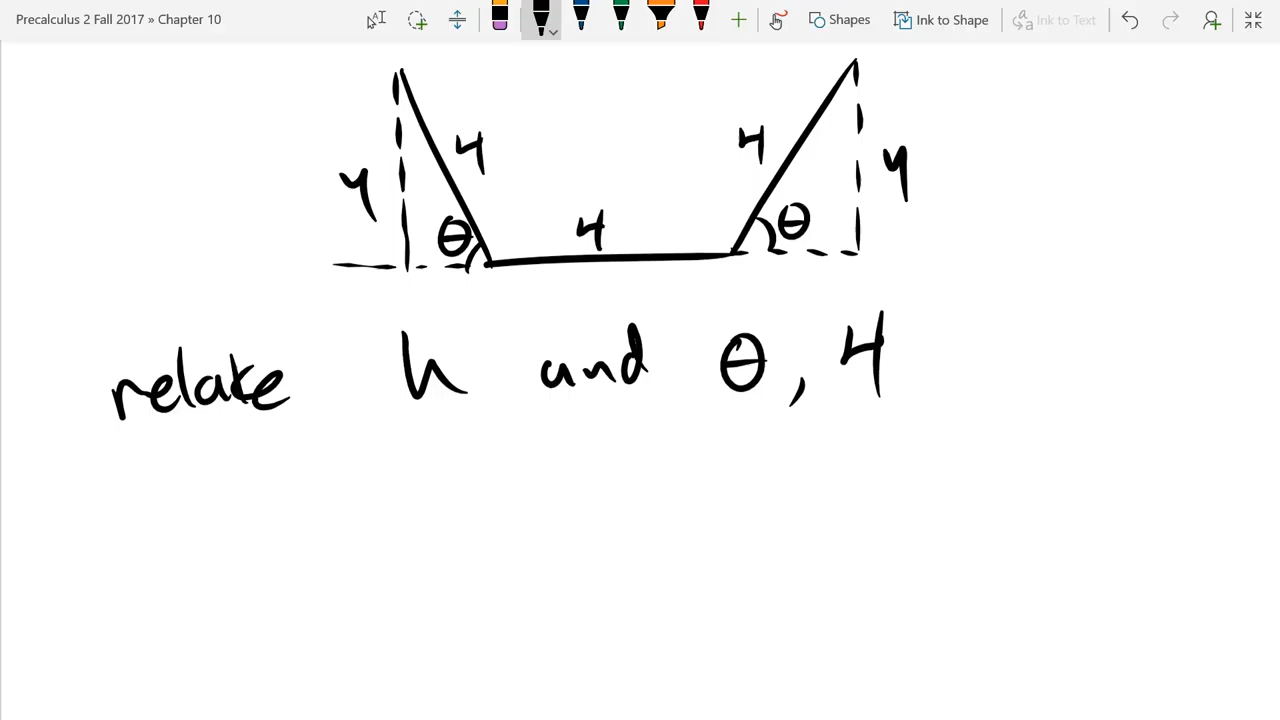 Precalculus 2 Fall 2017 » Chapter 10
Shapes
Ink to Shape
Ink to Text
4 4
y y
θ 4 θ
relate h and θ, 4